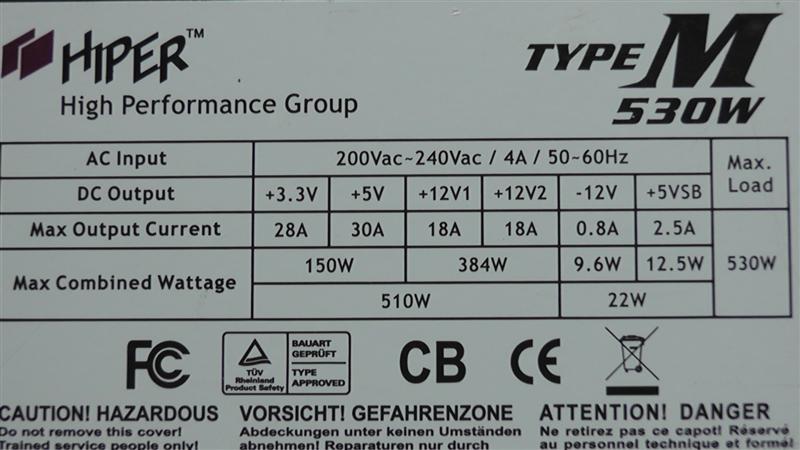 HIPER™
High Performance Group
TYPE M
530W
AC Input 200Vac~240Vac / 4A / 50~60Hz Max. Load
DC Output +3.3V +5V +12V1 +12V2 -12V +5VSB
Max Output Current 28A 30A 18A 18A 0.8A 2.5A
Max Combined Wattage 150W 384W 9.6W 12.5W 530W
510W 22W
FC
TÜV
Rheinland
Product Safety
BAUART
GEPRÜFT
TYPE
APPROVED
CB
CE
CAUTION! HAZARDOUS
Do not remove this cover!
Trained service people only!
VORSICHT! GEFAHRENZONE
Abdeckungen unter keinen Umständen
abnehmen! Reparaturen nur durch
ATTENTION! DANGER
Ne retirez pas ce capot! Réservé
au personnel technique et formé!